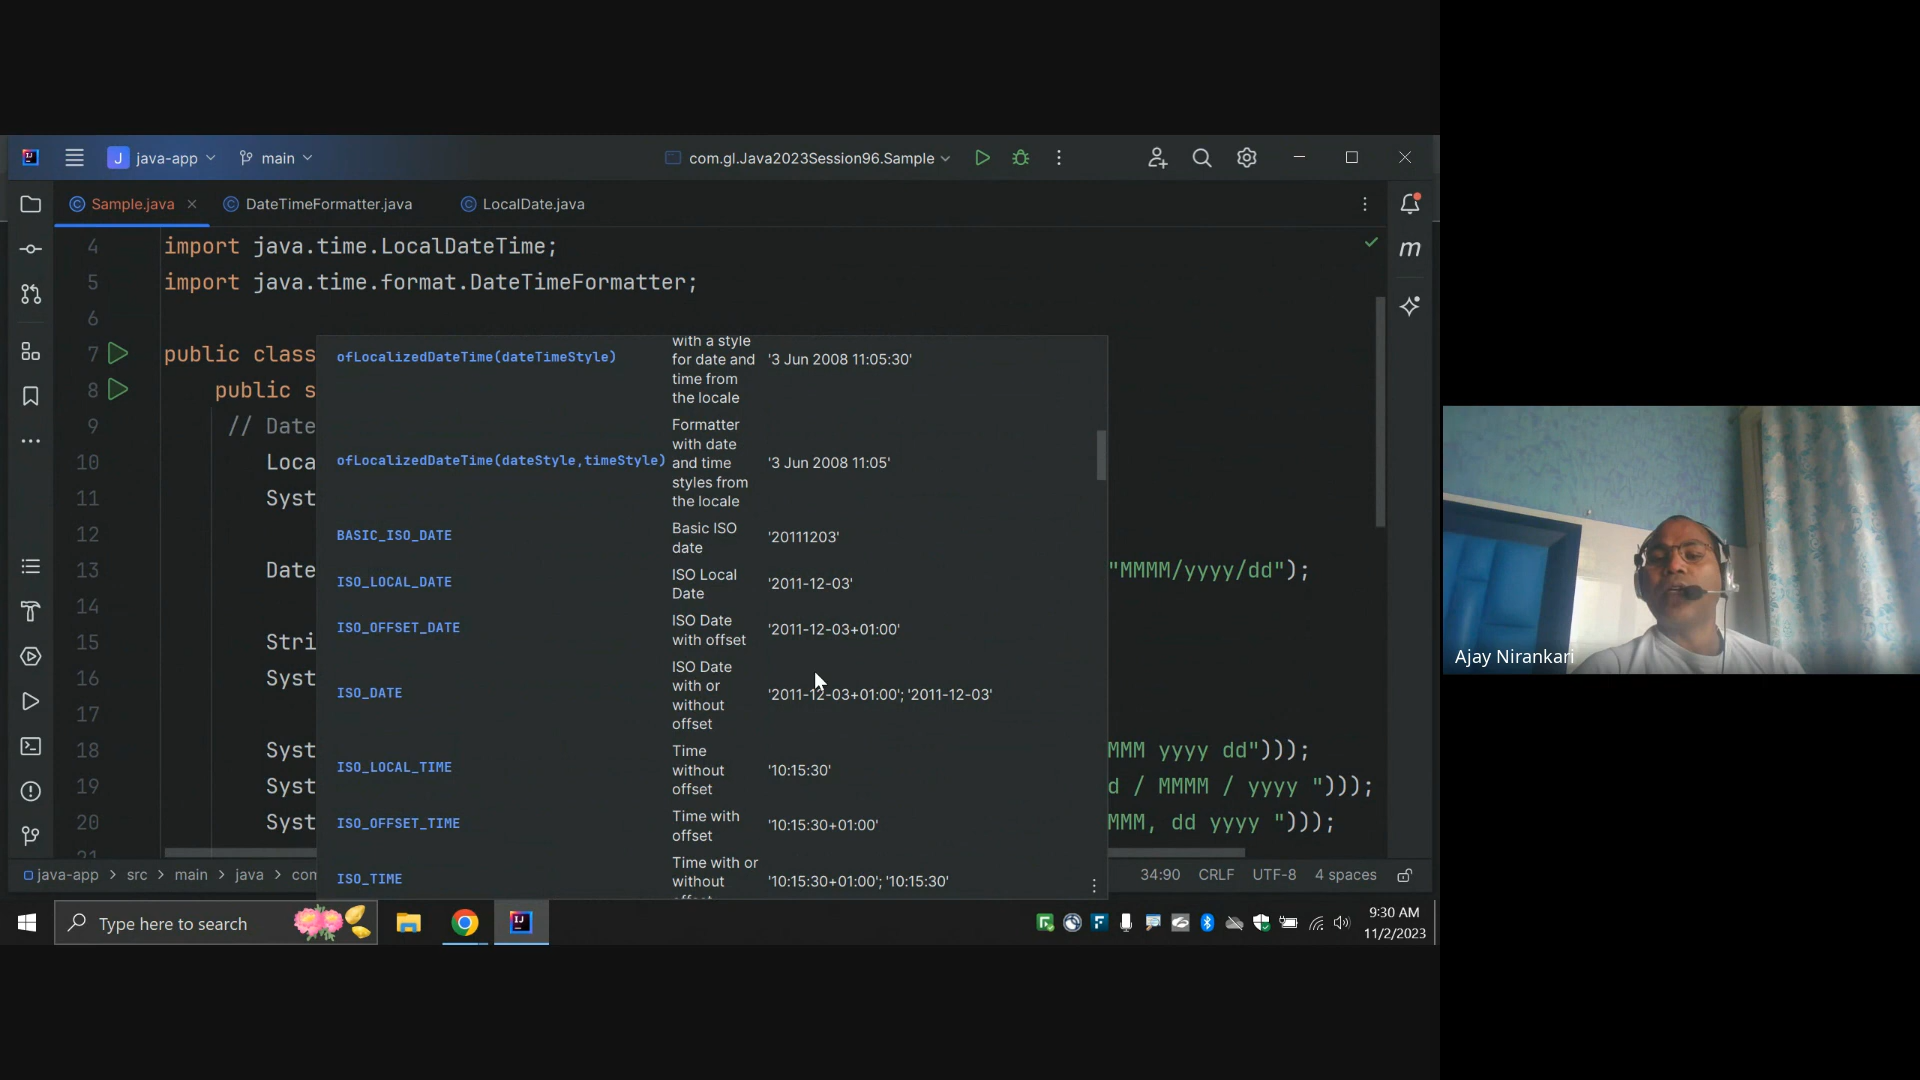 java-app
main
com.gl.Java2023Session96.Sample
Sample.java
DateTimeFormatter.java
LocalDate.java
4 import java.time.LocalDateTime;
5 import java.time.format.DateTimeFormatter;
6
7 public class
8 public s
9 // Date
10 Loca
11 Syst
12
13 Date "MMMM/yyyy/dd");
14
15 Stri
16 Syst
17
18 Syst MMM yyyy dd")));
19 Syst d / MMMM / yyyy ")));
20 Syst MMM, dd yyyy ")));
21
with a style
ofLocalizedDateTime(dateTimeStyle) for date and '3 Jun 2008 11:05:30'
time from
the locale
Formatter
with date
ofLocalizedDateTime(dateStyle,timeStyle) and time '3 Jun 2008 11:05'
styles from
the locale
BASIC_ISO_DATE Basic ISO '20111203'
date
ISO_LOCAL_DATE ISO Local '2011-12-03'
Date
ISO_OFFSET_DATE ISO Date '2011-12-03+01:00'
with offset
ISO Date
ISO_DATE with or '2011-12-03+01:00'; '2011-12-03'
without
offset
Time
ISO_LOCAL_TIME without '10:15:30'
offset
ISO_OFFSET_TIME Time with '10:15:30+01:00'
offset
Time with or
ISO_TIME without '10:15:30+01:00'; '10:15:30'
java-app > src > main > java > com
34:90 CRLF UTF-8 4 spaces
Type here to search
9:30 AM
11/2/2023
Ajay Nirankari